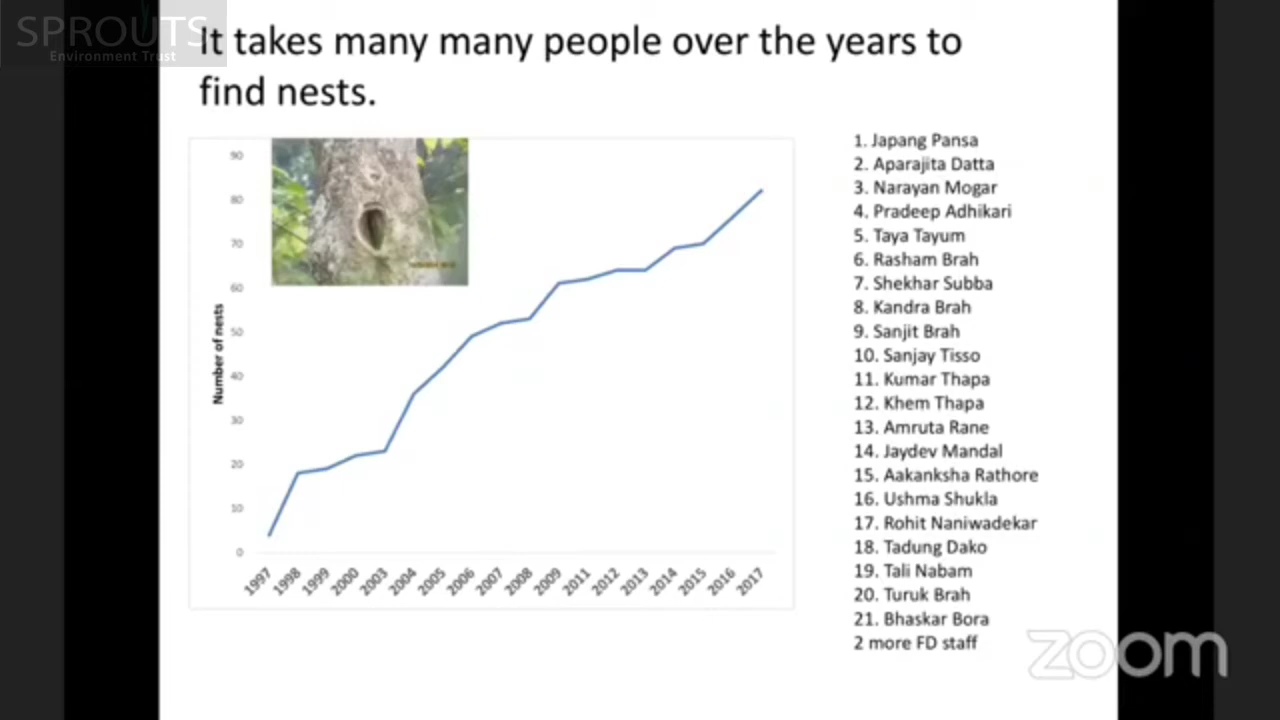 SPROUTS
Environment Trust
It takes many many people over the years to
find nests.
90
80
70
60
50
40
30
20
10
0
Number of nests
1997
1998
1999
2000
2003
2004
2005
2006
2007
2008
2009
2011
2012
2013
2014
2015
2016
2017
1. Japang Pansa
2. Aparajita Datta
3. Narayan Mogar
4. Pradeep Adhikari
5. Taya Tayum
6. Rasham Brah
7. Shekhar Subba
8. Kandra Brah
9. Sanjit Brah
10. Sanjay Tisso
11. Kumar Thapa
12. Khem Thapa
13. Amruta Rane
14. Jaydev Mandal
15. Aakanksha Rathore
16. Ushma Shukla
17. Rohit Naniwadekar
18. Tadung Dako
19. Tali Nabam
20. Turuk Brah
21. Bhaskar Bora
2 more FD staff
zoom